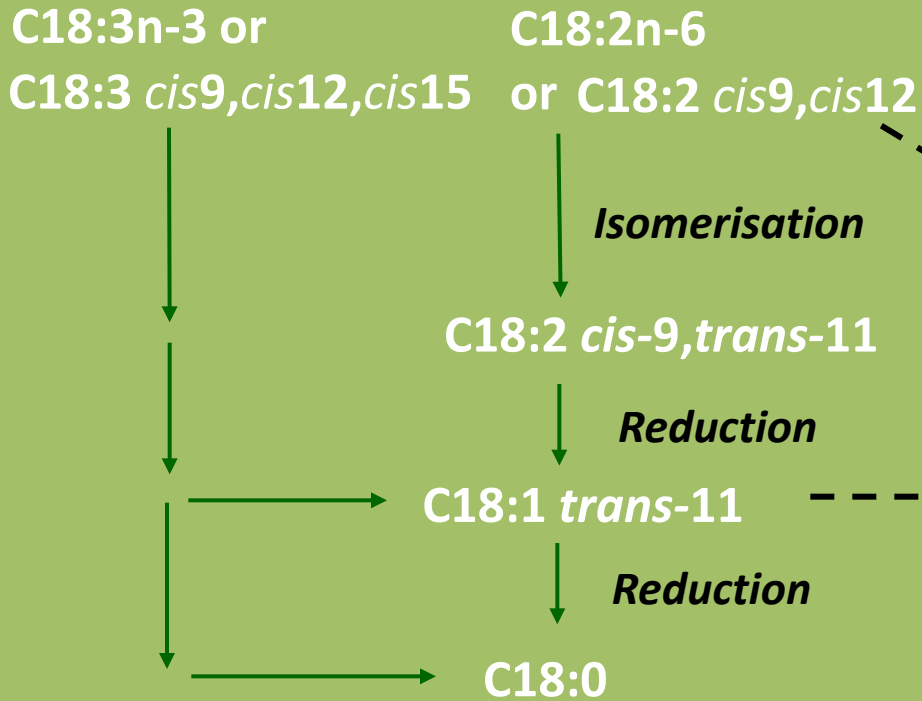 C18:3n-3 or
C18:3 cis9,cis12,cis15
C18:2n-6
or C18:2 cis9,cis12
Isomerisation
C18:2 cis-9,trans-11
Reduction
C18:1 trans-11
Reduction
C18:0